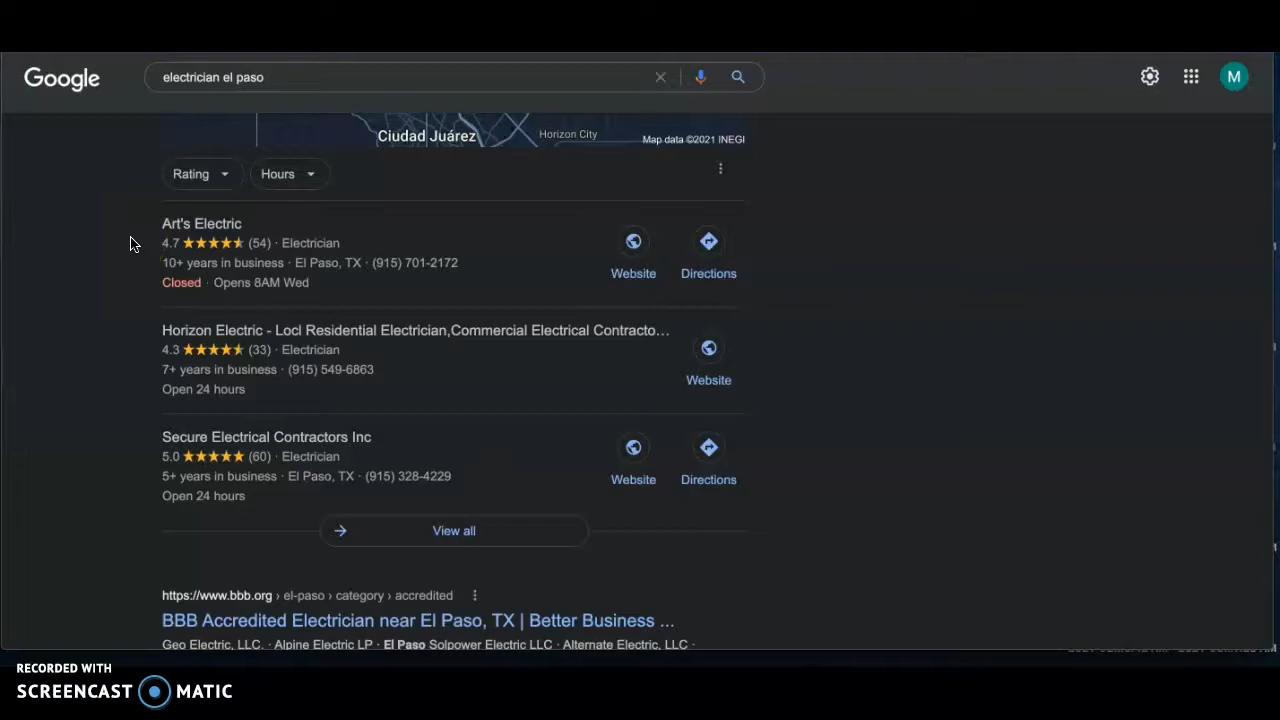 Google
electrician el paso
M
Ciudad Juárez
Horizon City
Map data ©2021 INEGI
Rating
Hours
Art's Electric
4.7 (54) · Electrician
10+ years in business · El Paso, TX · (915) 701-2172
Closed · Opens 8AM Wed
Website
Directions
Horizon Electric - Locl Residential Electrician,Commercial Electrical Contracto...
4.3 (33) · Electrician
7+ years in business · (915) 549-6863
Open 24 hours
Website
Secure Electrical Contractors Inc
5.0 (60) · Electrician
5+ years in business · El Paso, TX · (915) 328-4229
Open 24 hours
Website
Directions
View all
https://www.bbb.org › el-paso › category › accredited
BBB Accredited Electrician near El Paso, TX | Better Business ...
Geo Electric, LLC. · Alpine Electric LP · El Paso Solpower Electric LLC · Alternate Electric, LLC ·
RECORDED WITH
SCREENCAST MATIC